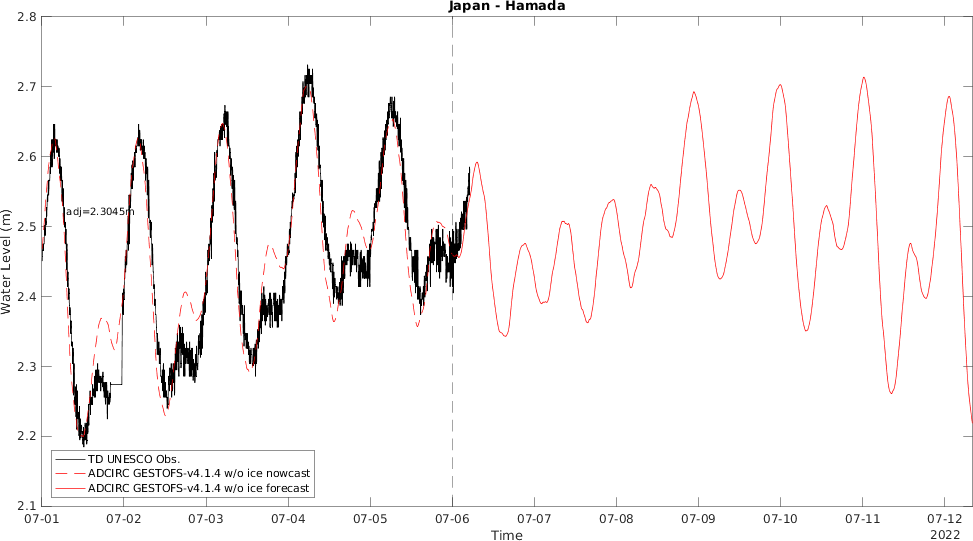 Japan - Hamada
2.8
2.7
2.6
2.5
2.4
2.3
2.2
2.1
Water Level (m)
adj=2.3045m
TD UNESCO Obs.
ADCIRC GESTOFS-v4.1.4 w/o ice nowcast
ADCIRC GESTOFS-v4.1.4 w/o ice forecast
07-01 07-02 07-03 07-04 07-05 07-06 07-07 07-08 07-09 07-10 07-11 07-12
Time
2022